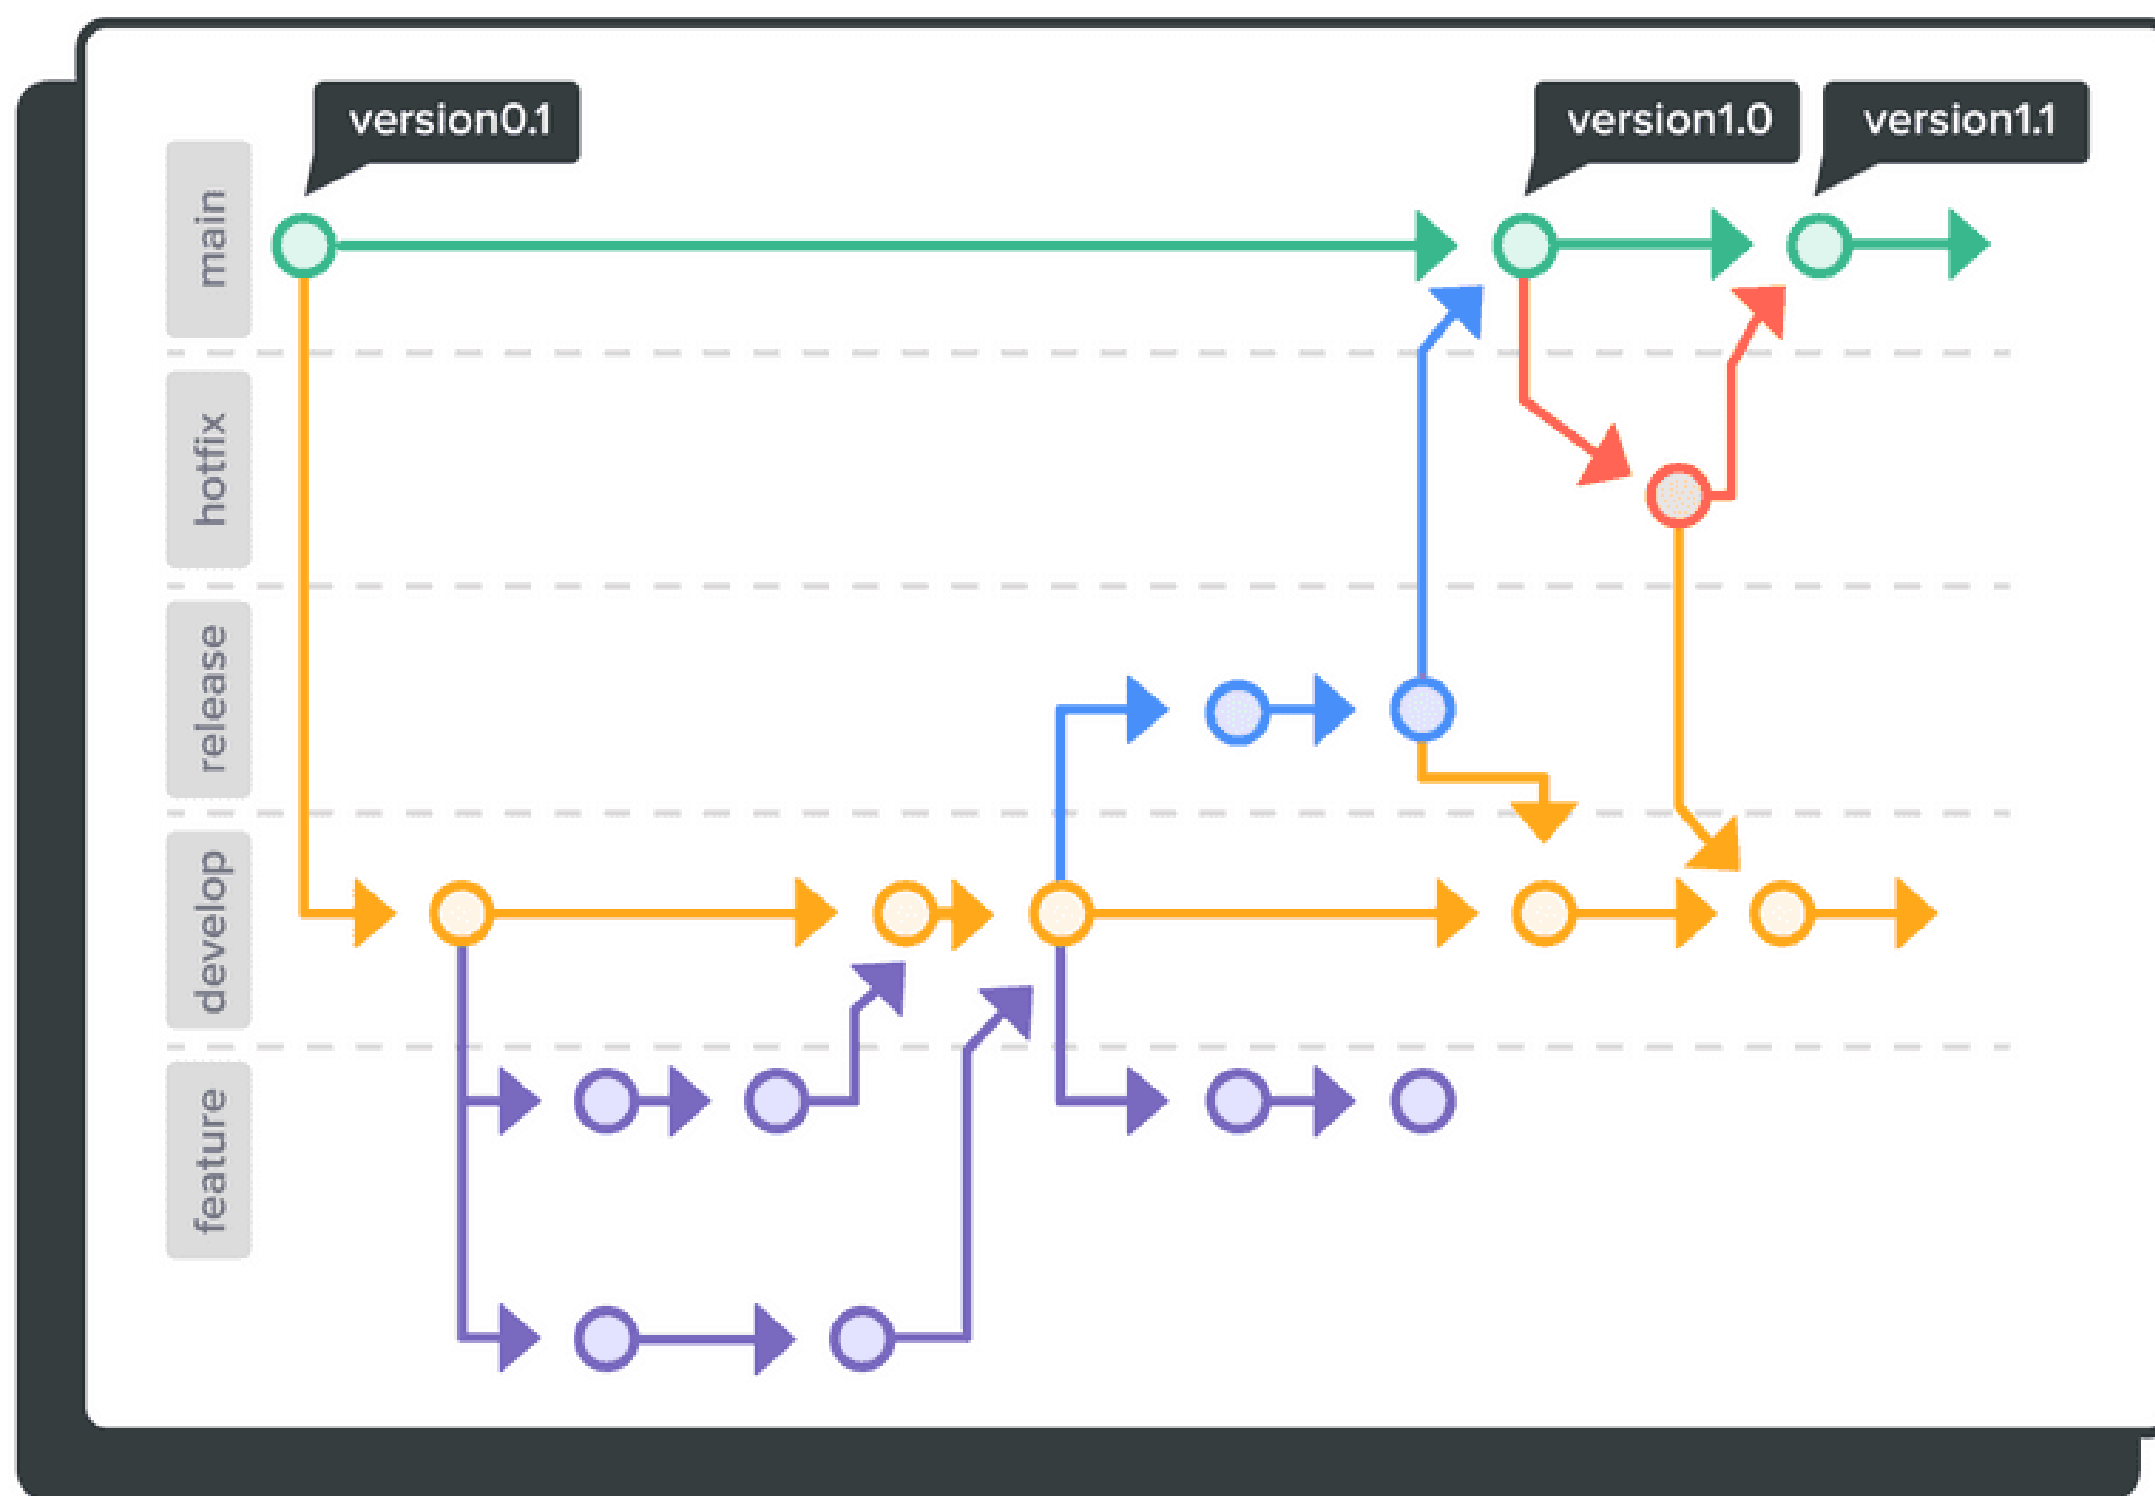 version0.1
version1.0
version1.1
main
hotfix
release
develop
feature